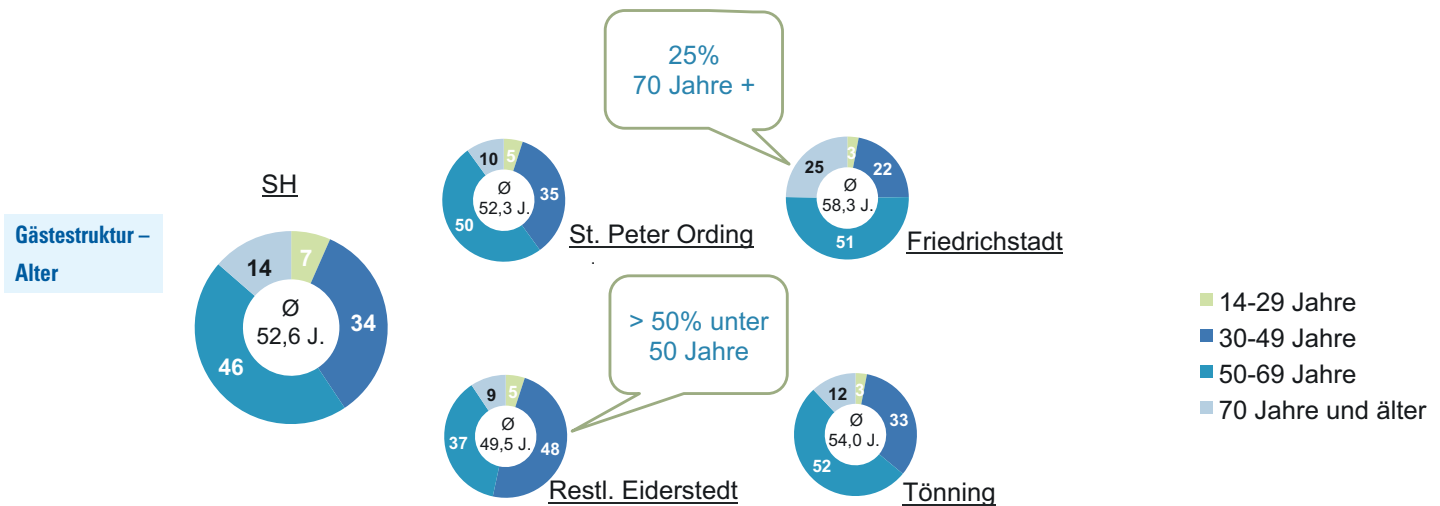 Gästestruktur –
Alter
SH
7
34
46
14
Ø
52,6 J.
5
35
50
10
Ø
52,3 J.
St. Peter Ording
25%
70 Jahre +
3
22
51
25
Ø
58,3 J.
Friedrichstadt
> 50% unter
50 Jahre
5
48
37
9
Ø
49,5 J.
Restl. Eiderstedt
3
33
52
12
Ø
54,0 J.
Tönning
14-29 Jahre
30-49 Jahre
50-69 Jahre
70 Jahre und älter